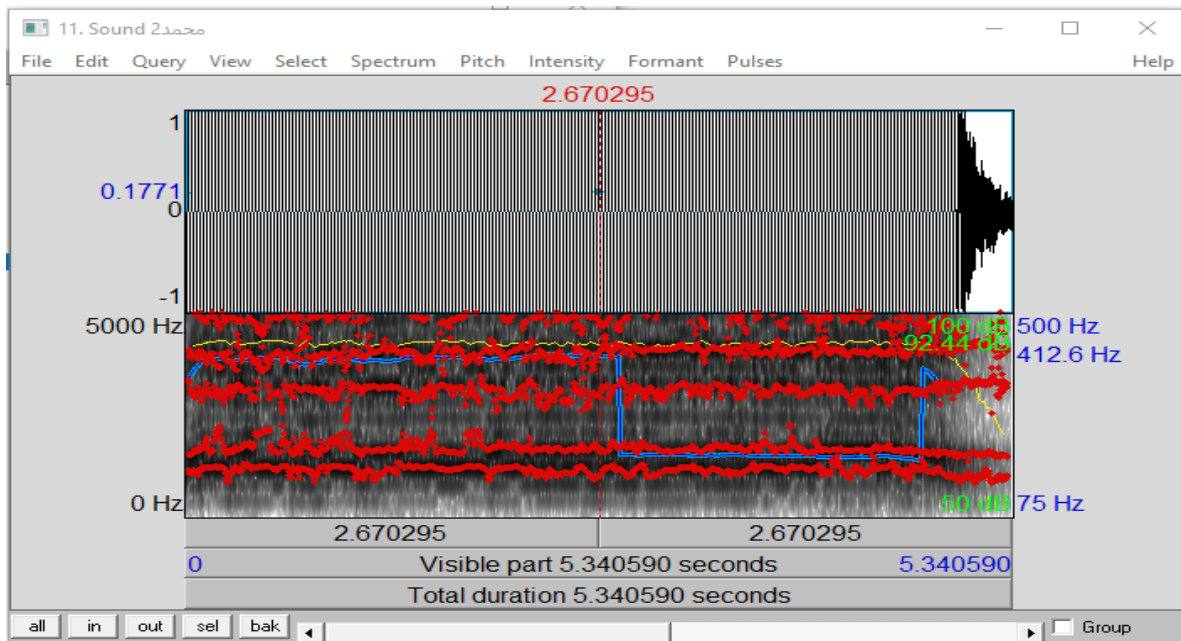 11. Sound 2محمد
File Edit Query View Select Spectrum Pitch Intensity Formant Pulses Help
2.670295
1
0.1771
0
-1
5000 Hz 100 dB 500 Hz
92.44 dB 412.6 Hz
0 Hz 50 dB 75 Hz
2.670295 2.670295
0 Visible part 5.340590 seconds 5.340590
Total duration 5.340590 seconds
all in out sel bak Group